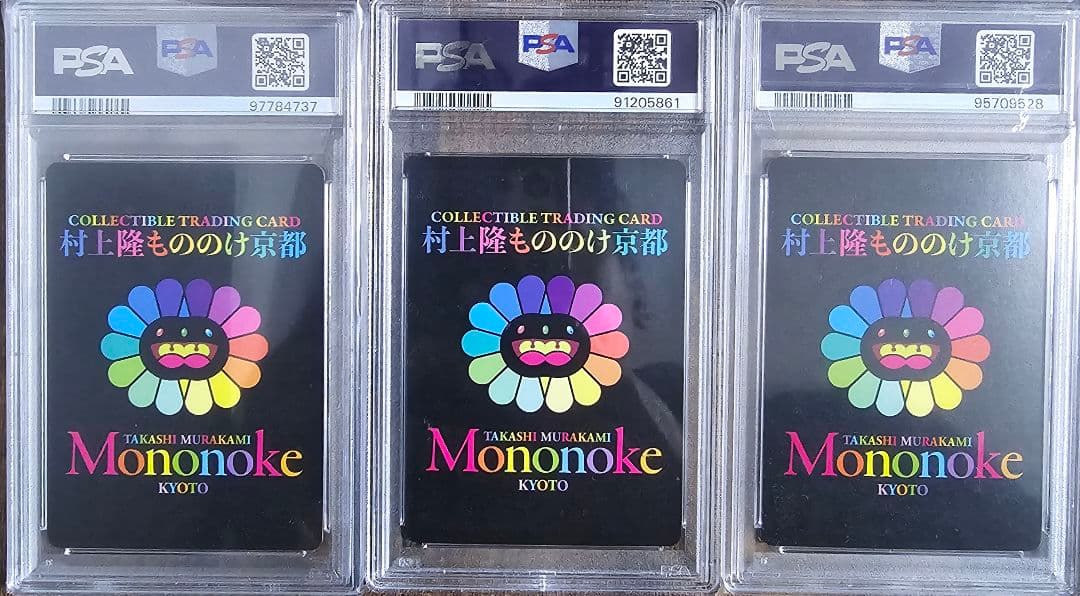 PSA PSA
97784737
COLLECTIBLE TRADING CARD
村上隆もののけ京都
TAKASHI MURAKAMI
Mononoke
KYOTO
PSA PSA
91205861
COLLECTIBLE TRADING CARD
村上隆もののけ京都
TAKASHI MURAKAMI
Mononoke
KYOTO
PSA
PSA PSA
95709528
COLLECTIBLE TRADING CARD
村上隆もののけ京都
TAKASHI MURAKAMI
Mononoke
KYOTO